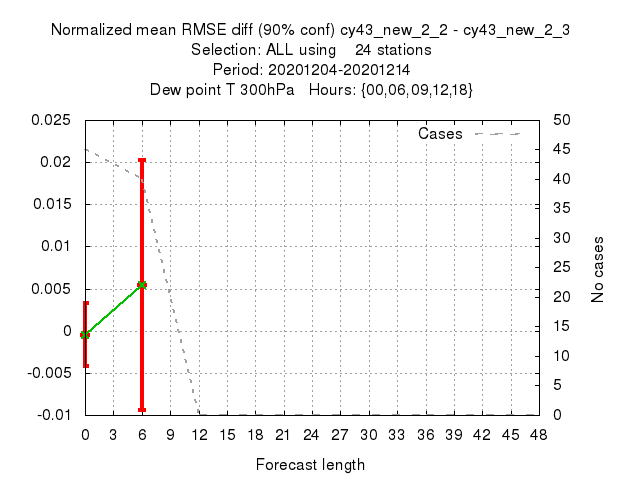 Normalized mean RMSE diff (90% conf) cy43_new_2_2 - cy43_new_2_3
Selection: ALL using    24 stations
Period: 20201204-20201214
Dew point T 300hPa   Hours: {00,06,09,12,18}
Cases
0.025
0.02
0.015
0.01
0.005
0
-0.005
-0.01
50
45
40
35
30
25
20
15
10
5
0
No cases
0 3 6 9 12 15 18 21 24 27 30 33 36 39 42 45 48
Forecast length